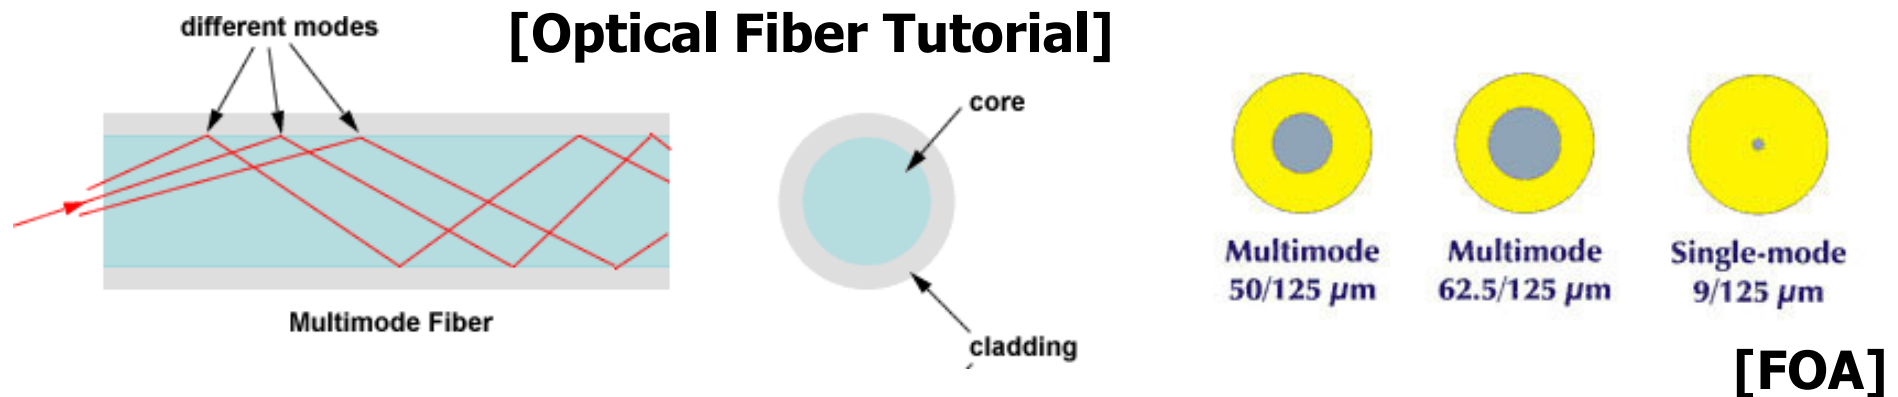 different modes
[Optical Fiber Tutorial]
core
cladding
Multimode Fiber
Multimode
50/125 µm
Multimode
62.5/125 µm
Single-mode
9/125 µm
[FOA]